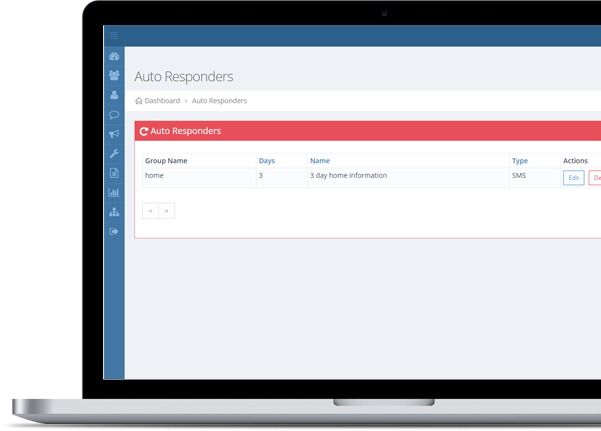 Auto Responders
Dashboard > Auto Responders
Auto Responders
Group Name Days Name Type Actions
home 3 3 day home information SMS Edit De
< >